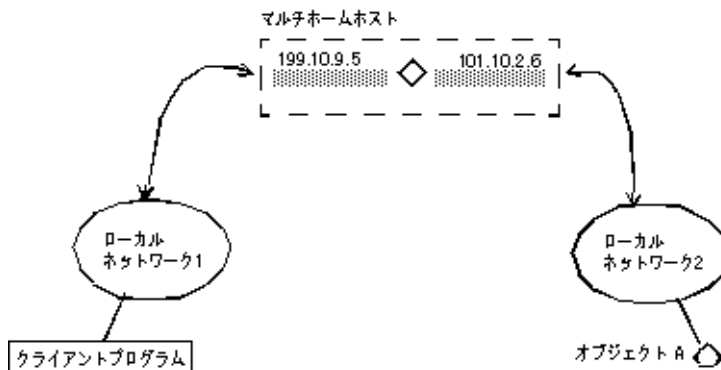 マルチホームホスト
199.10.9.5
101.10.2.6
ローカル
ネットワーク1
ローカル
ネットワーク2
クライアントプログラム
オブジェクト A